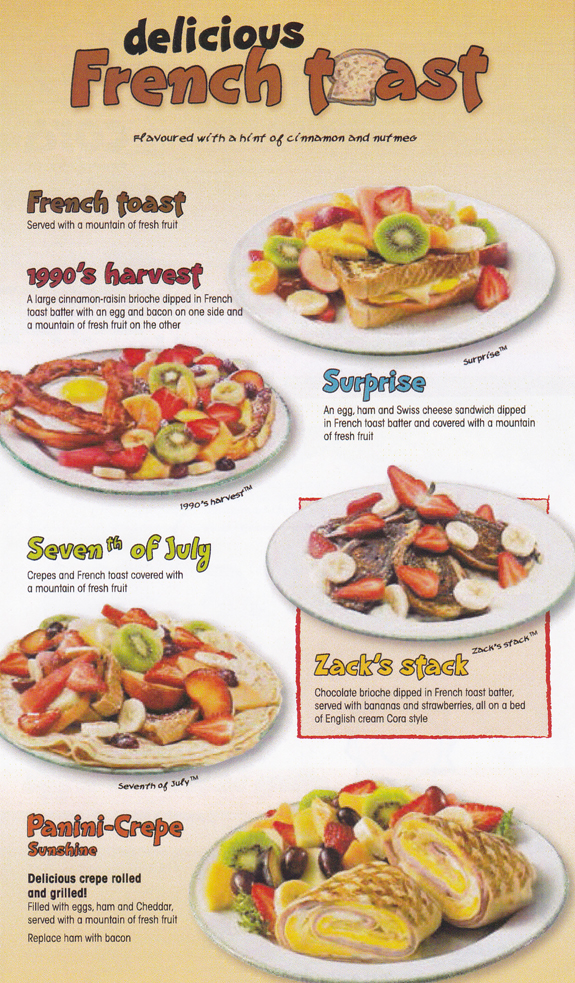 delicious
French toast
Flavoured with a hint of cinnamon and nutmeg
French toast
Served with a mountain of fresh fruit
1990's harvest
A large cinnamon-raisin brioche dipped in French
toast batter with an egg and bacon on one side and
a mountain of fresh fruit on the other
Surprise™
Surprise
An egg, ham and Swiss cheese sandwich dipped
in French toast batter and covered with a mountain
of fresh fruit
1990's harvest™
Seventh of July
Crepes and French toast covered with
a mountain of fresh fruit
Zack's stack™
Zack's stack
Chocolate brioche dipped in French toast batter,
served with bananas and strawberries, all on a bed
of English cream Cora style
Seventh of July™
Panini-Crepe
Sunshine
Delicious crepe rolled
and grilled!
Filled with eggs, ham and Cheddar,
served with a mountain of fresh fruit
Replace ham with bacon